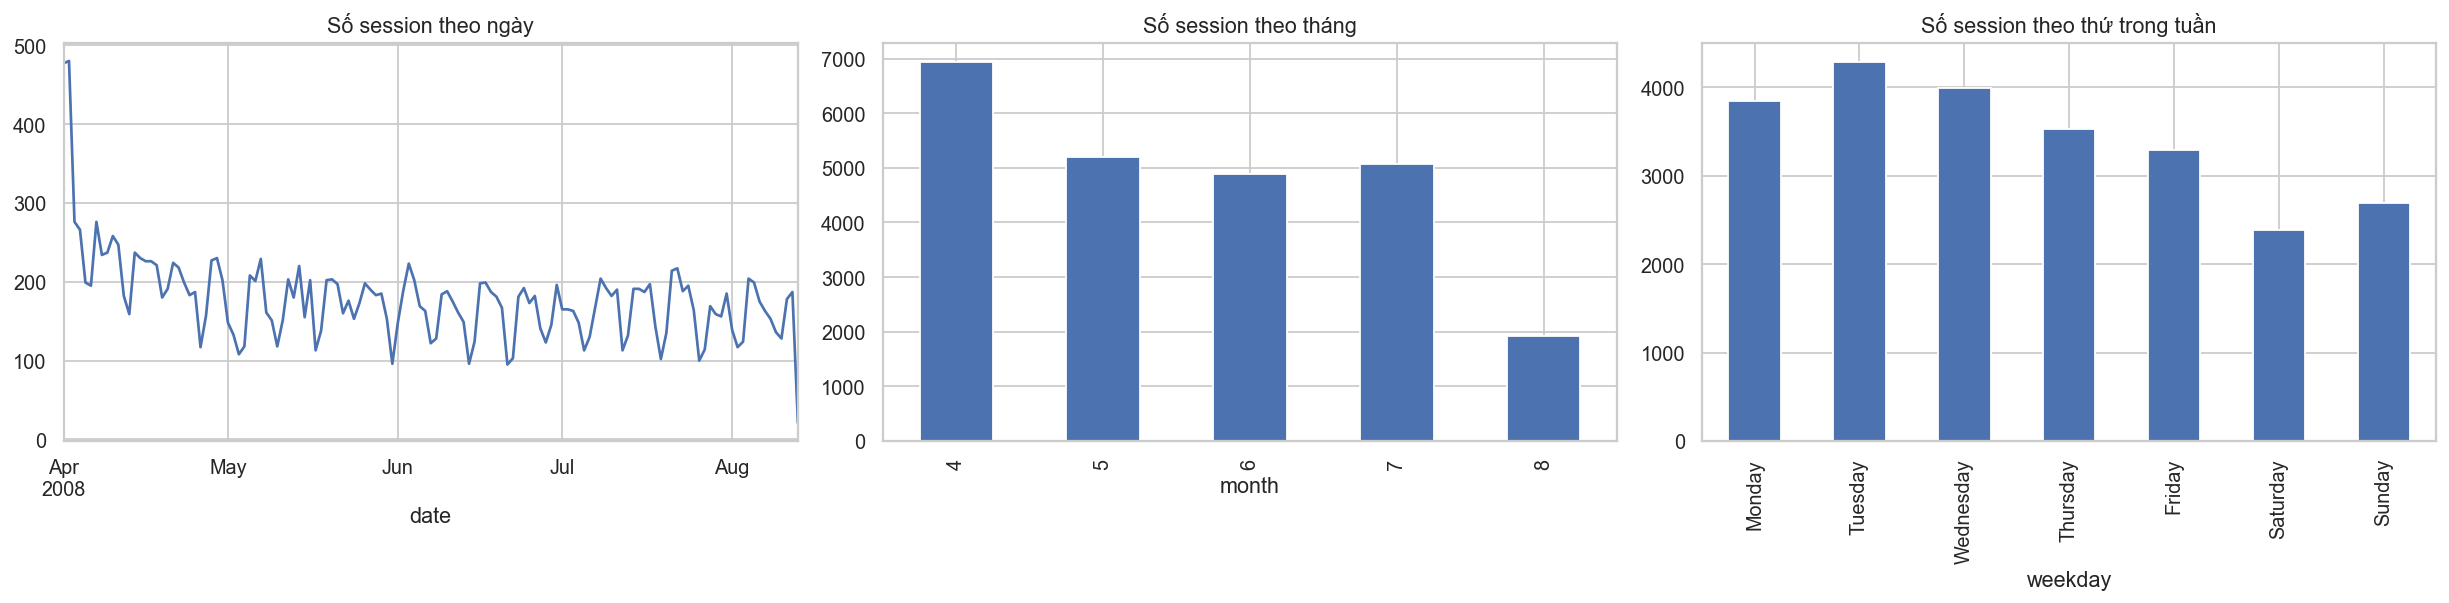 Số session theo ngày
500
400
300
200
100
0
Apr
2008
May
Jun
Jul
Aug
date
Số session theo tháng
7000
6000
5000
4000
3000
2000
1000
0
4
5
6
7
8
month
Số session theo thứ trong tuần
4000
3000
2000
1000
0
Monday
Tuesday
Wednesday
Thursday
Friday
Saturday
Sunday
weekday